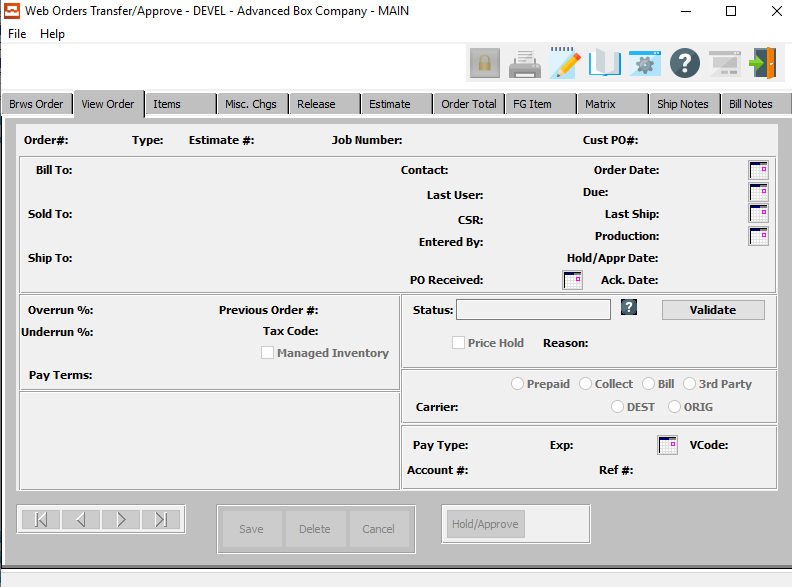 Web Orders Transfer/Approve - DEVEL - Advanced Box Company - MAIN
File Help
Brws Order View Order Items Misc. Chgs Release Estimate Order Total FG Item Matrix Ship Notes Bill Notes
Order#: Type: Estimate #: Job Number: Cust PO#:
Bill To: Contact: Order Date:
Last User: Due:
Sold To: CSR: Last Ship:
Entered By: Production:
Ship To: Hold/Appr Date:
PO Received: Ack. Date:
Overrun %: Previous Order #: Status: ? Validate
Underrun %: Tax Code:
Managed Inventory Price Hold Reason:
Pay Terms: Prepaid Collect Bill 3rd Party
Carrier: DEST ORIG
Pay Type: Exp: VCode:
Account #: Ref #:
Save Delete Cancel Hold/Approve